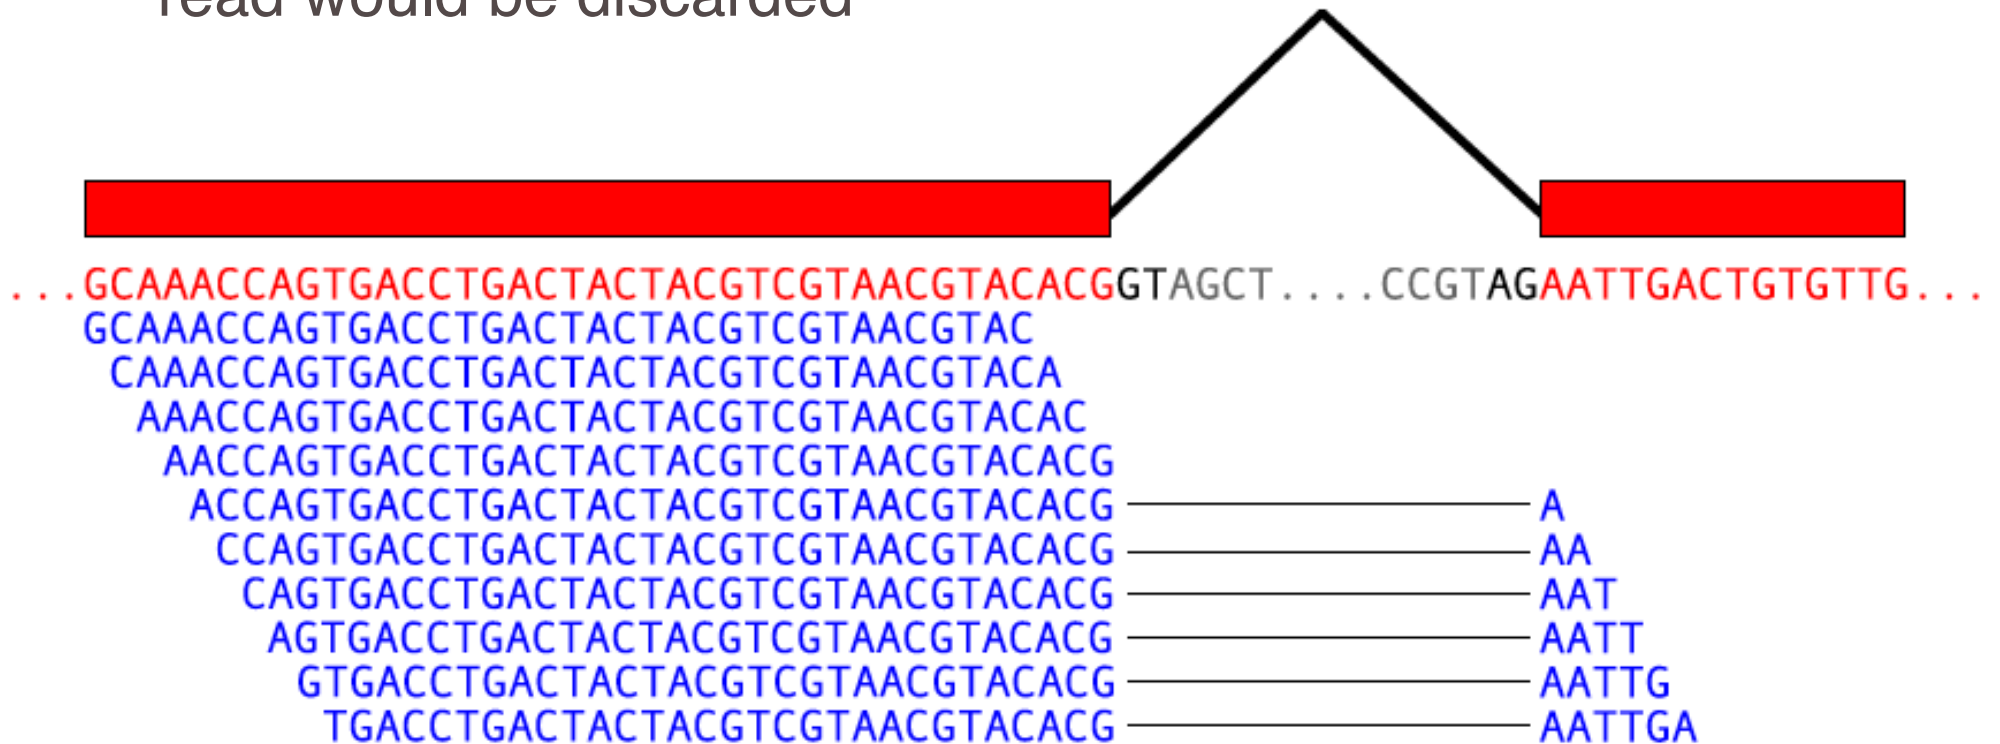 read would be discarded
...GCAAACCAGTGACCTGACTACTACGTCGTAACGTACACGGTAGCT....CCGTAGAATTGACTGTGTTG...
GCAAACCAGTGACCTGACTACTACGTCGTAACGTAC
CAAACCAGTGACCTGACTACTACGTCGTAACGTACA
AAACCAGTGACCTGACTACTACGTCGTAACGTACAC
AACCAGTGACCTGACTACTACGTCGTAACGTACACG
ACCAGTGACCTGACTACTACGTCGTAACGTACACG A
CCAGTGACCTGACTACTACGTCGTAACGTACACG AA
CAGTGACCTGACTACTACGTCGTAACGTACACG AAT
AGTGACCTGACTACTACGTCGTAACGTACACG AATT
GTGACCTGACTACTACGTCGTAACGTACACG AATTG
TGACCTGACTACTACGTCGTAACGTACACG AATTGA